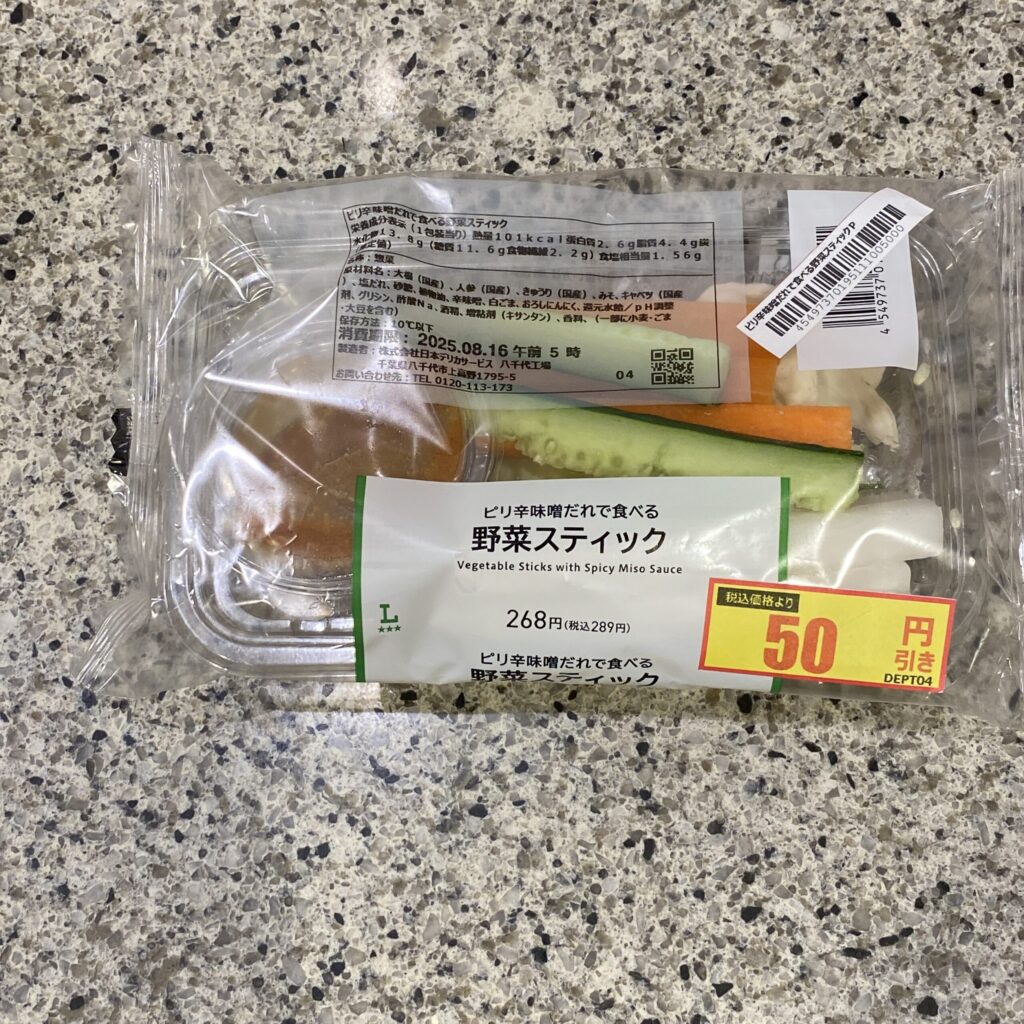 ピリ辛味噌だれで食べる野菜スティック
栄養成分表示（1包装当り）熱量101kcal蛋白質2.6g脂質4.4g炭
水化物13.8g（糖質11.6g食物繊維2.2g）食塩相当量1.56g
名称：惣菜
原材料名：大根（国産）、人参（国産）、きゅうり（国産）、みそ、キャベツ（国産
）、塩だれ、砂糖、植物油、辛味噌、白ごま、おろしにんにく、還元水飴／pH調整
剤、グリシン、酢酸Na、酒精、増粘剤（キサンタン）、香料、（一部に小麦・ごま
・大豆を含む）
保存方法：10℃以下
消費期限：2025.08.16 午前 5 時
製造者：株式会社日本デリカサービス 八千代工場
千葉県八千代市上高野1795-5
お問い合わせ先：TEL 0120-113-173
04
ピリ辛味噌だれで食べる野菜スティックP
4 549737 0
ピリ辛味噌だれで食べる
野菜スティック
Vegetable Sticks with Spicy Miso Sauce
L
268円(税込289円)
ピリ辛味噌だれで食べる
野菜スティック
税込価格より
50円引き
DEPT04